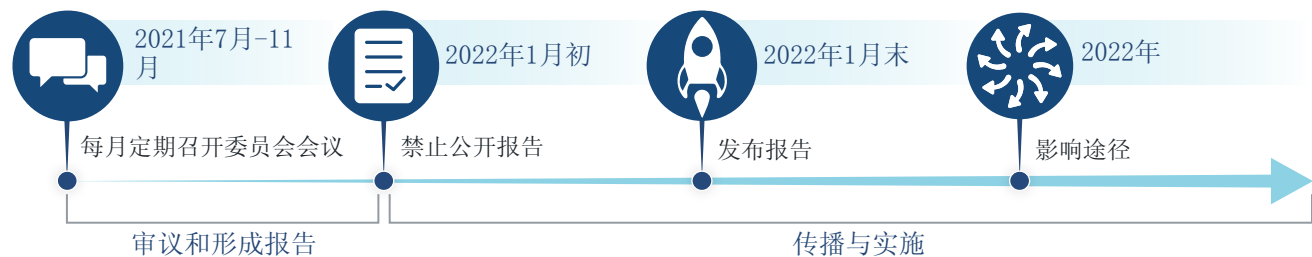 2021年7月-11
月
2022年1月初
2022年1月末
2022年
每月定期召开委员会会议
禁止公开报告
发布报告
影响途径
审议和形成报告
传播与实施